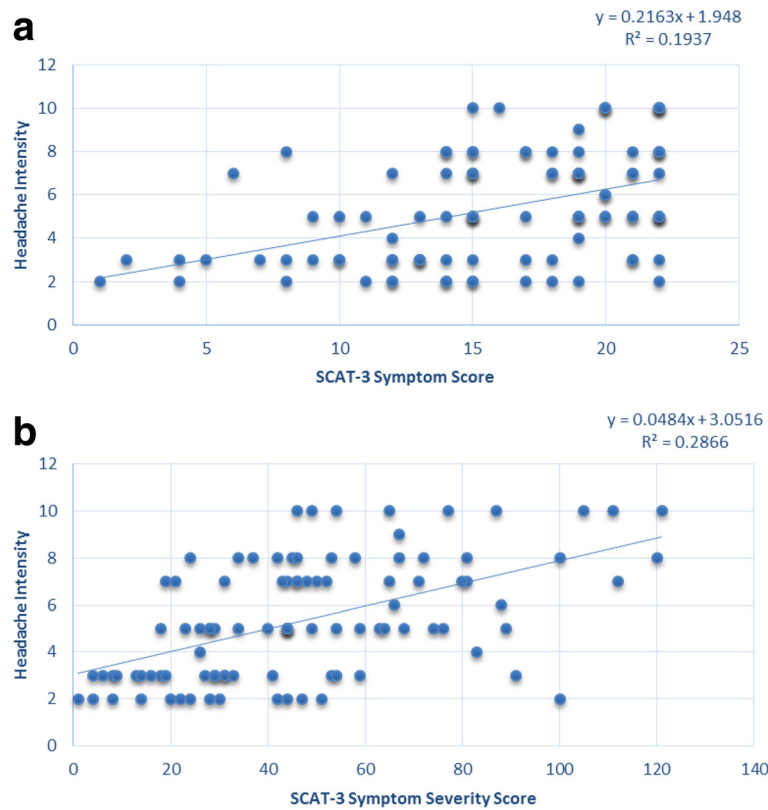 a
y = 0.2163x + 1.948
R² = 0.1937
12
10
8
6
4
2
0
Headache Intensity
0 5 10 15 20 25
SCAT-3 Symptom Score
b
y = 0.0484x + 3.0516
R² = 0.2866
12
10
8
6
4
2
0
Headache Intensity
0 20 40 60 80 100 120 140
SCAT-3 Symptom Severity Score